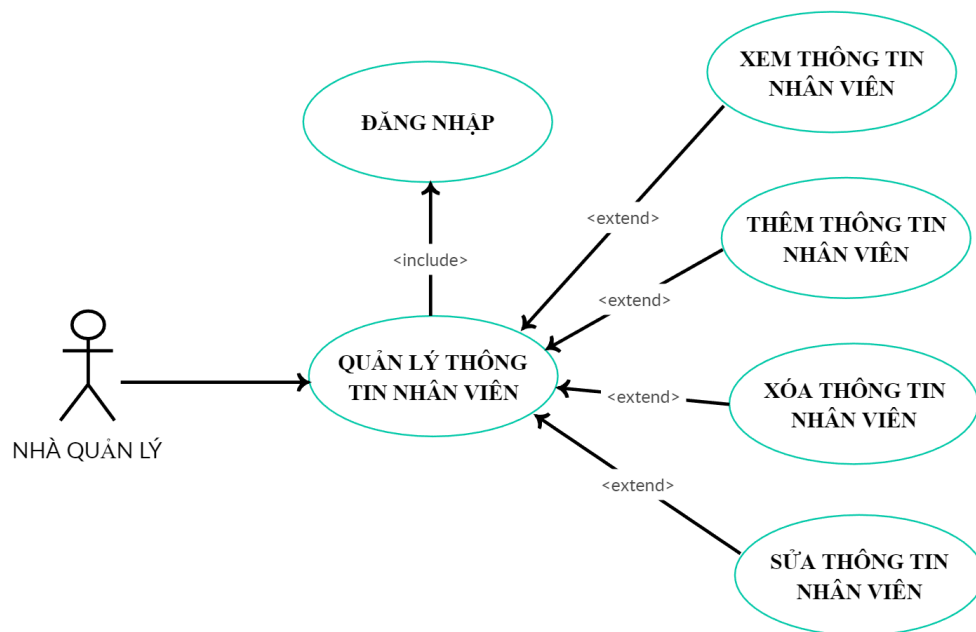 XEM THÔNG TIN
NHÂN VIÊN
ĐĂNG NHẬP
<extend>
THÊM THÔNG TIN
NHÂN VIÊN
<include>
<extend>
QUẢN LÝ THÔNG
TIN NHÂN VIÊN
<extend>
XÓA THÔNG TIN
NHÂN VIÊN
NHÀ QUẢN LÝ
<extend>
SỬA THÔNG TIN
NHÂN VIÊN